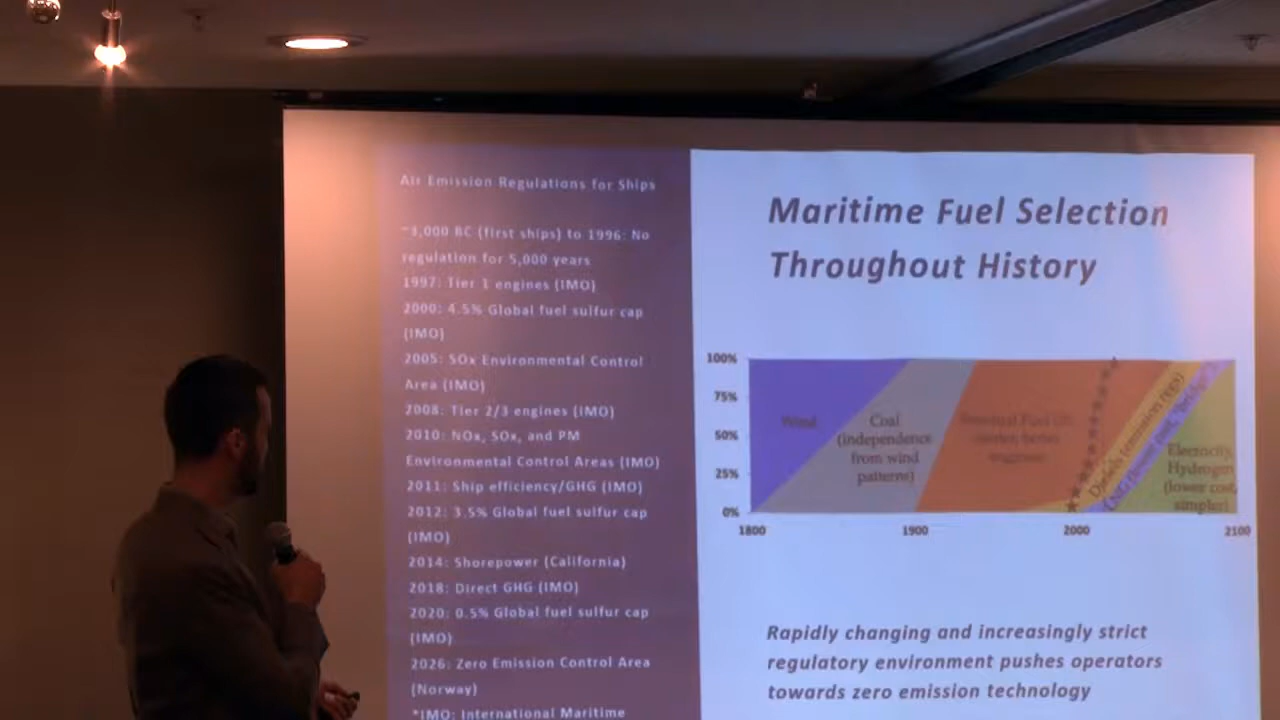 Air Emission Regulations for Ships
~3,000 BC (first ships) to 1996: No
regulation for 5,000 years
1997: Tier 1 engines (IMO)
2000: 4.5% Global fuel sulfur cap
(IMO)
2005: SOx Environmental Control
Area (IMO)
2008: Tier 2/3 engines (IMO)
2010: NOx, SOx, and PM
Environmental Control Areas (IMO)
2011: Ship efficiency/GHG (IMO)
2012: 3.5% Global fuel sulfur cap
(IMO)
2014: Shorepower (California)
2018: Direct GHG (IMO)
2020: 0.5% Global fuel sulfur cap
(IMO)
2026: Zero Emission Control Area
(Norway)
*IMO: International Maritime
Maritime Fuel Selection
Throughout History
100%
75%
50%
25%
0%
Wind
Coal
(independence
from wind
patterns)
Residual Fuel
Diesels (emission regs)
LNG
Electricity,
Hydrogen
(lower cost,
simpler)
1800
1900
2000
2100
Rapidly changing and increasingly strict
regulatory environment pushes operators
towards zero emission technology